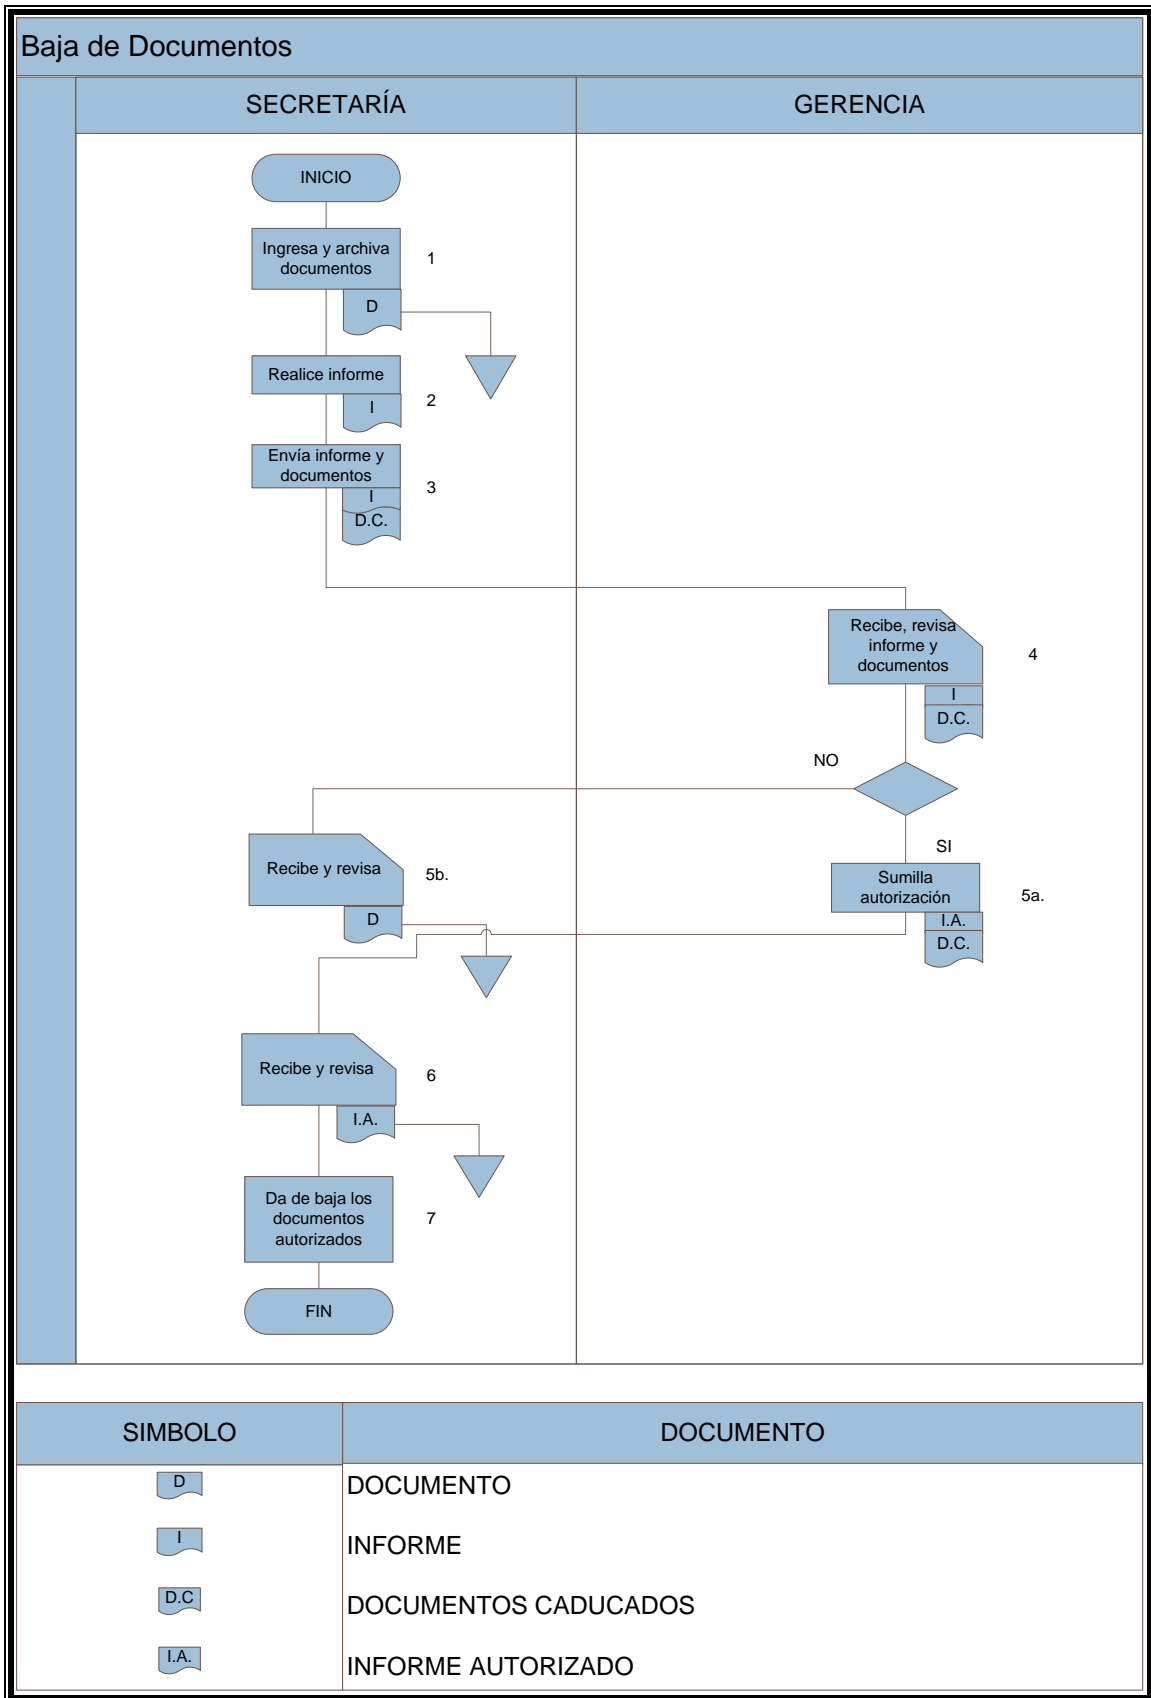 Baja de Documentos
SECRETARÍA
GERENCIA
INICIO
Ingresa y archiva
documentos
1
D
Realice informe
I
2
Envía informe y
documentos
3
I
D.C.
Recibe, revisa
informe y
documentos
4
I
D.C.
NO
SI
Recibe y revisa
5b.
D
Sumilla
autorización
5a.
I.A.
D.C.
Recibe y revisa
6
I.A.
Da de baja los
documentos
autorizados
7
FIN
SIMBOLO
DOCUMENTO
D
DOCUMENTO
I
INFORME
D.C
DOCUMENTOS CADUCADOS
I.A.
INFORME AUTORIZADO